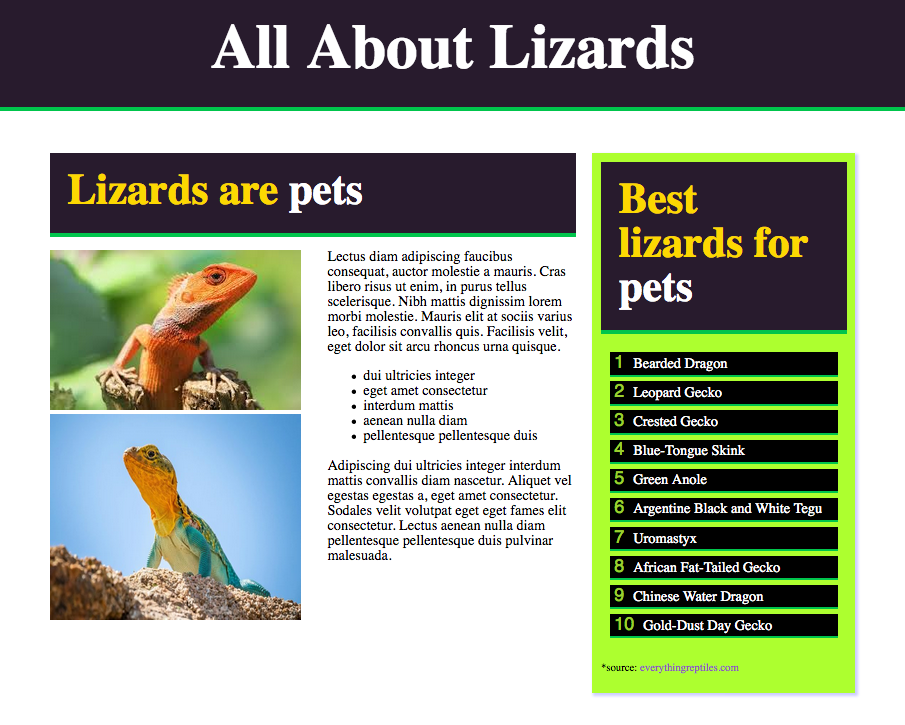 All About Lizards
Lizards are pets
Lectus diam adipiscing faucibus
consequat, auctor molestie a mauris. Cras
libero risus ut enim, in purus tellus
scelerisque. Nibh mattis dignissim lorem
morbi molestie. Mauris elit at sociis varius
leo, facilisis convallis quis. Facilisis velit,
eget dolor sit arcu rhoncus urna quisque.
• dui ultricies integer
• eget amet consectetur
• interdum mattis
• aenean nulla diam
• pellentesque pellentesque duis
Adipiscing dui ultricies integer interdum
mattis convallis diam nascetur. Aliquet vel
egestas egestas a, eget amet consectetur.
Sodales velit volutpat eget eget fames elit
consectetur. Lectus aenean nulla diam
pellentesque pellentesque duis pulvinar
malesuada.
Best
lizards for
pets
1 Bearded Dragon
2 Leopard Gecko
3 Crested Gecko
4 Blue-Tongue Skink
5 Green Anole
6 Argentine Black and White Tegu
7 Uromastyx
8 African Fat-Tailed Gecko
9 Chinese Water Dragon
10 Gold-Dust Day Gecko
*source: everythingreptiles.com